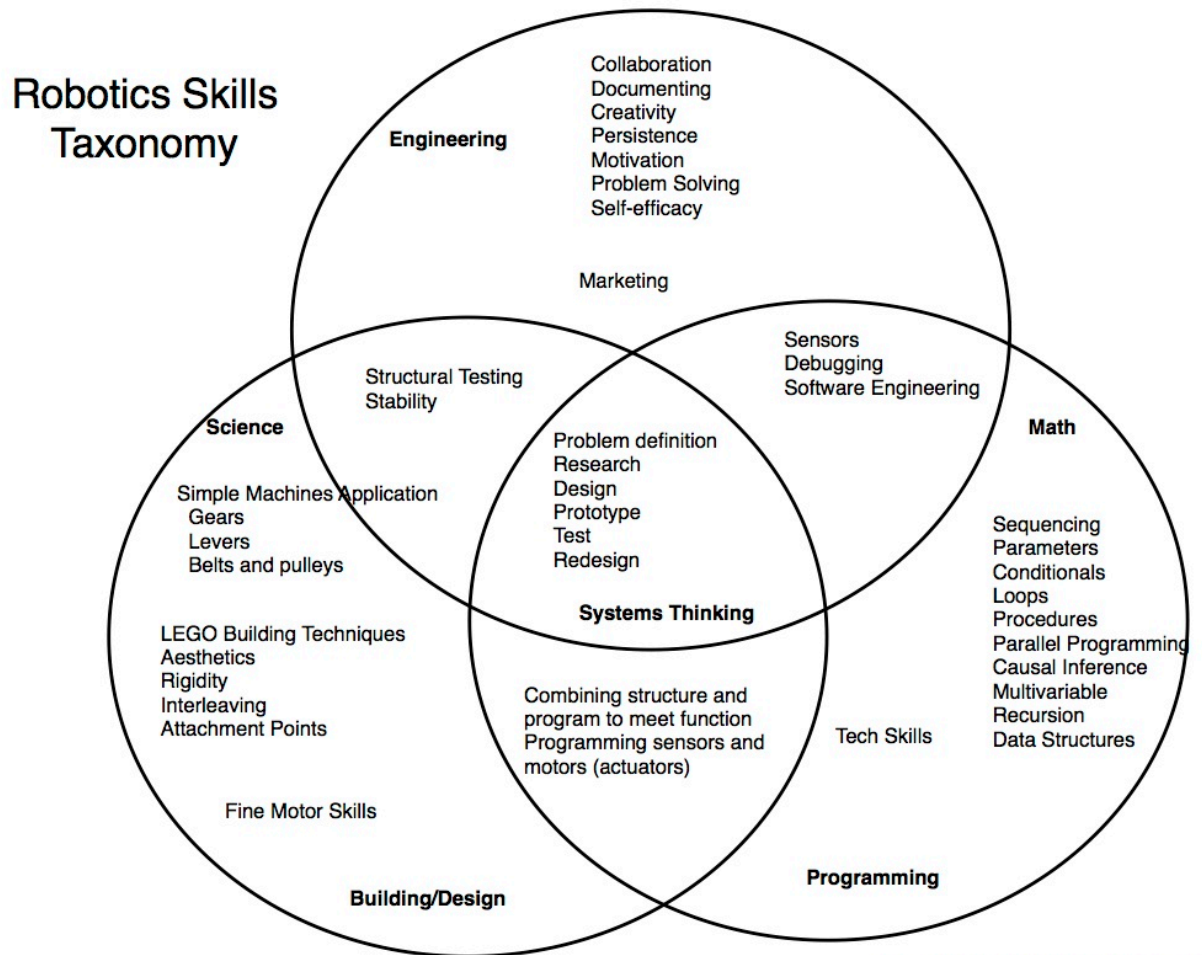 Robotics Skills
Taxonomy
Engineering
Collaboration
Documenting
Creativity
Persistence
Motivation
Problem Solving
Self-efficacy
Marketing
Structural Testing
Stability
Sensors
Debugging
Software Engineering
Science
Math
Problem definition
Research
Design
Prototype
Test
Redesign
Systems Thinking
Simple Machines Application
Gears
Levers
Belts and pulleys
LEGO Building Techniques
Aesthetics
Rigidity
Interleaving
Attachment Points
Fine Motor Skills
Building/Design
Combining structure and
program to meet function
Programming sensors and
motors (actuators)
Sequencing
Parameters
Conditionals
Loops
Procedures
Parallel Programming
Causal Inference
Multivariable
Recursion
Data Structures
Tech Skills
Programming